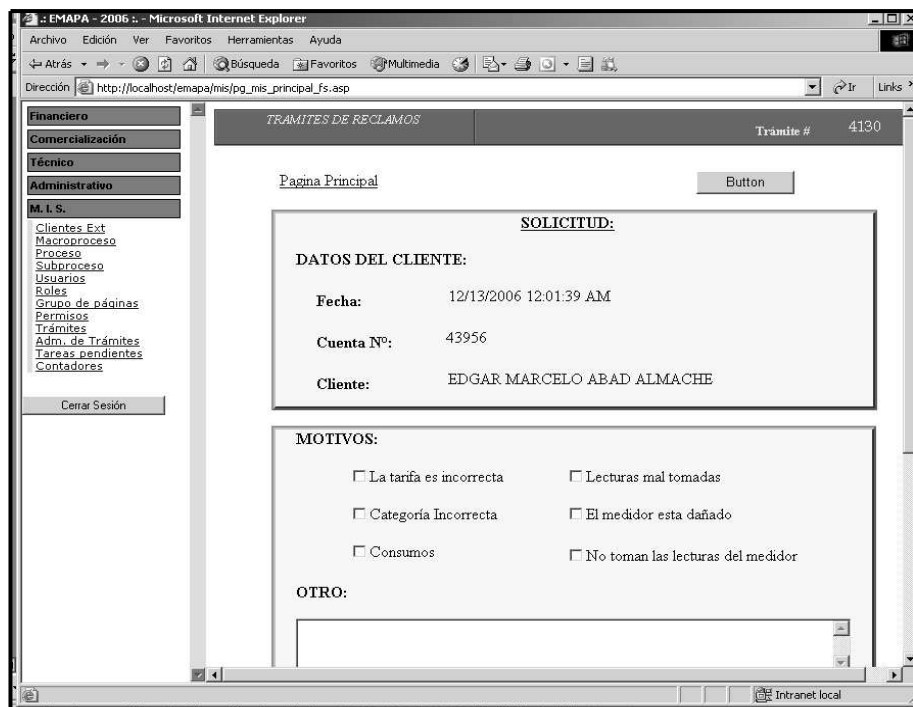 .: EMAPA - 2006 :. - Microsoft Internet Explorer
Archivo Edición Ver Favoritos Herramientas Ayuda
Atrás Búsqueda Favoritos Multimedia
Dirección http://localhost/emapa/mis/pg_mis_principal_fs.asp Ir Links
Financiero
Comercialización
Técnico
Administrativo
M. I. S.
Clientes Ext
Macroproceso
Proceso
Subproceso
Usuarios
Roles
Grupo de páginas
Permisos
Trámites
Adm. de Trámites
Tareas pendientes
Contadores
Cerrar Sesión
TRAMITES DE RECLAMOS
Trámite # 4130
Pagina Principal
Button
SOLICITUD:
DATOS DEL CLIENTE:
Fecha: 12/13/2006 12:01:39 AM
Cuenta Nº: 43956
Cliente: EDGAR MARCELO ABAD ALMACHE
MOTIVOS:
La tarifa es incorrecta Lecturas mal tomadas
Categoría Incorrecta El medidor esta dañado
Consumos No toman las lecturas del medidor
OTRO:
Intranet local